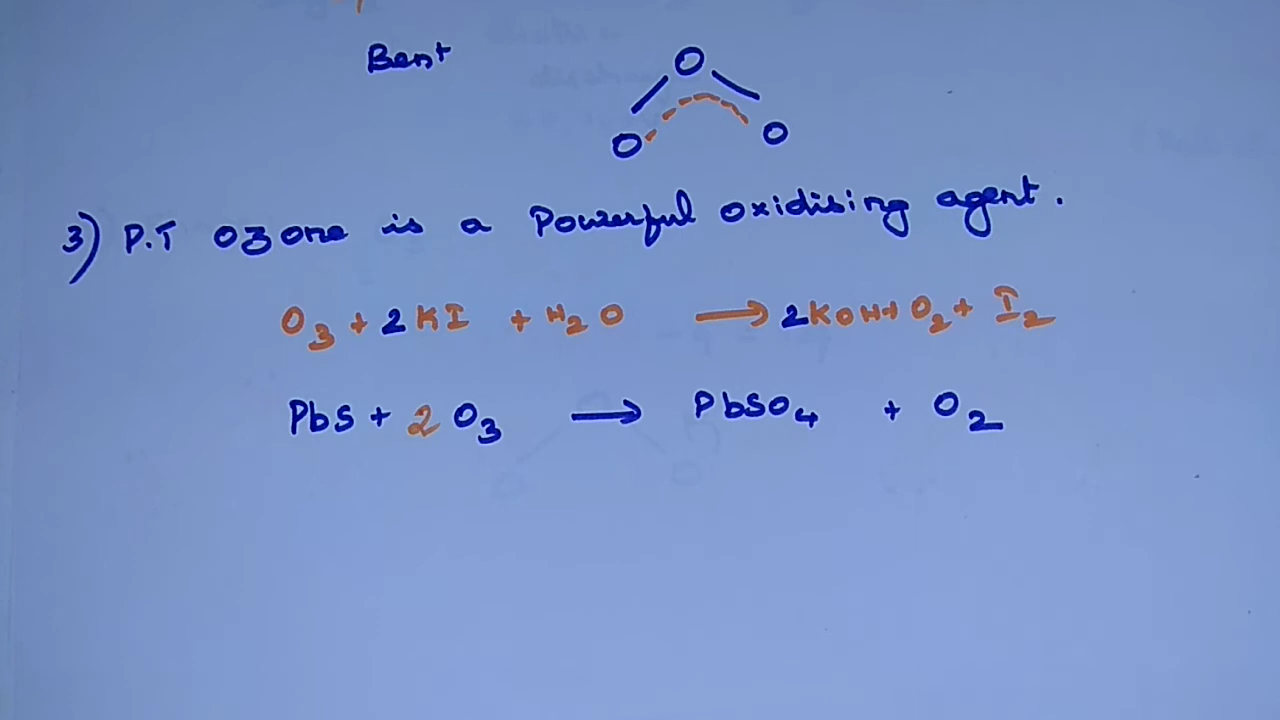 Bent
O
O O
3) P.T ozone is a Powerful oxidising agent.
O3 + 2KI + H2O → 2KOH + O2 + I2
PbS + 2O3 → PbSO4 + O2